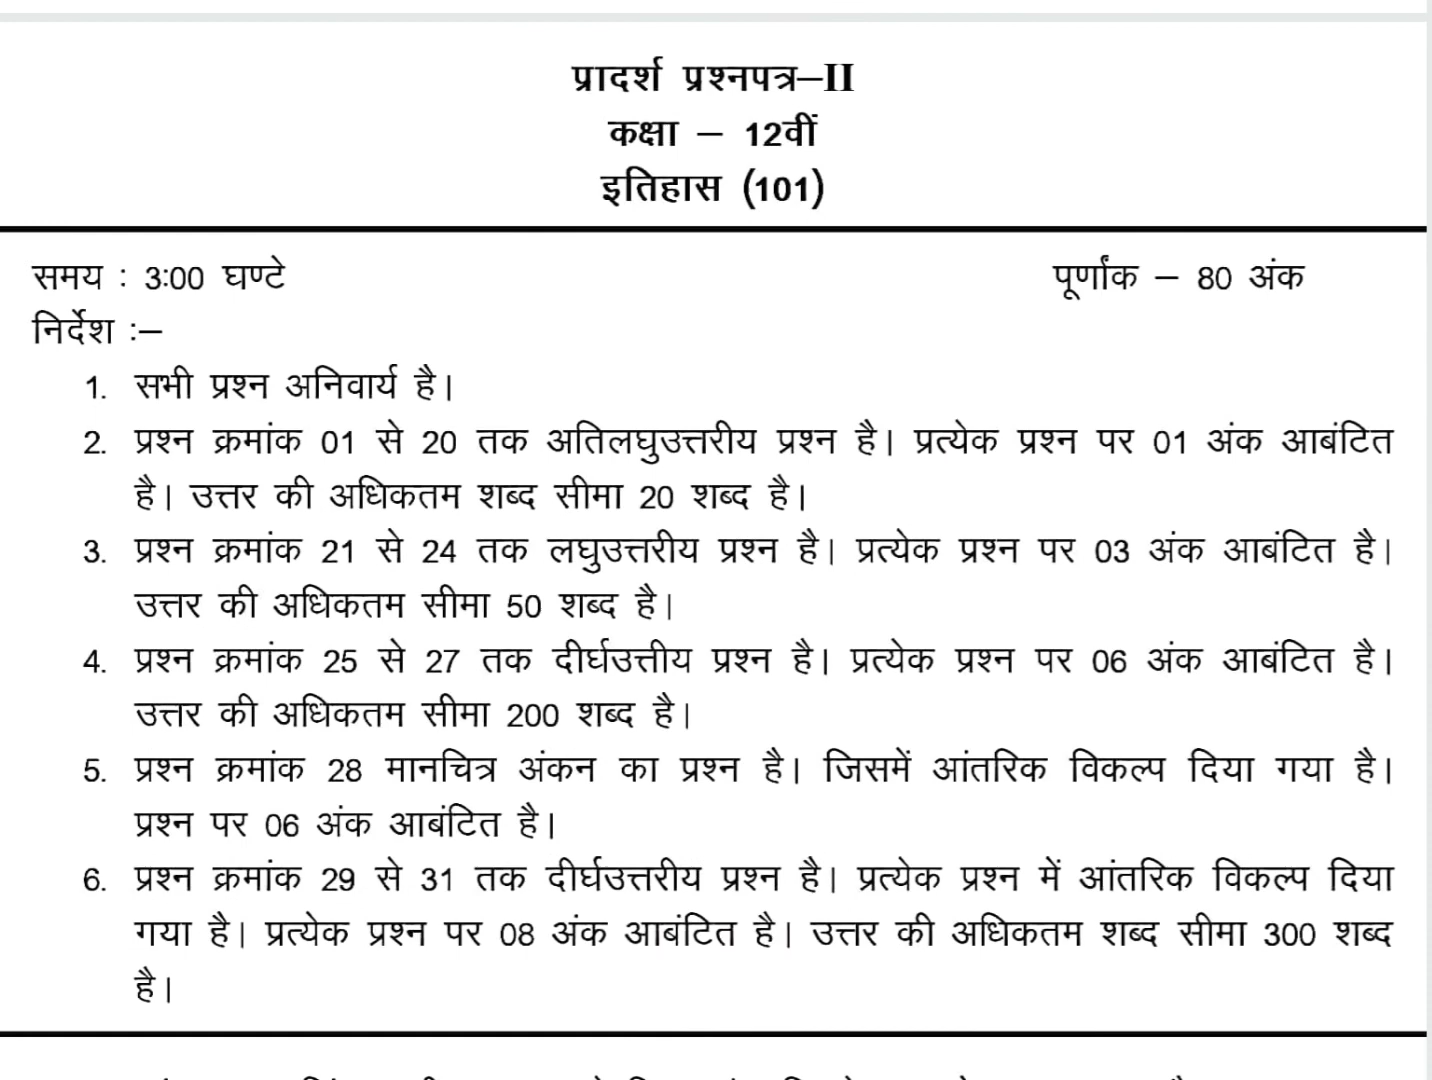 प्रादर्श प्रश्नपत्र–II
कक्षा – 12वीं
इतिहास (101)
समय : 3:00 घण्टे पूर्णांक – 80 अंक
निर्देश :–
1. सभी प्रश्न अनिवार्य है।
2. प्रश्न क्रमांक 01 से 20 तक अतिलघुउत्तरीय प्रश्न है। प्रत्येक प्रश्न पर 01 अंक आबंटित
है। उत्तर की अधिकतम शब्द सीमा 20 शब्द है।
3. प्रश्न क्रमांक 21 से 24 तक लघुउत्तरीय प्रश्न है। प्रत्येक प्रश्न पर 03 अंक आबंटित है।
उत्तर की अधिकतम सीमा 50 शब्द है।
4. प्रश्न क्रमांक 25 से 27 तक दीर्घउत्तीय प्रश्न है। प्रत्येक प्रश्न पर 06 अंक आबंटित है।
उत्तर की अधिकतम सीमा 200 शब्द है।
5. प्रश्न क्रमांक 28 मानचित्र अंकन का प्रश्न है। जिसमें आंतरिक विकल्प दिया गया है।
प्रश्न पर 06 अंक आबंटित है।
6. प्रश्न क्रमांक 29 से 31 तक दीर्घउत्तरीय प्रश्न है। प्रत्येक प्रश्न में आंतरिक विकल्प दिया
गया है। प्रत्येक प्रश्न पर 08 अंक आबंटित है। उत्तर की अधिकतम शब्द सीमा 300 शब्द
है।